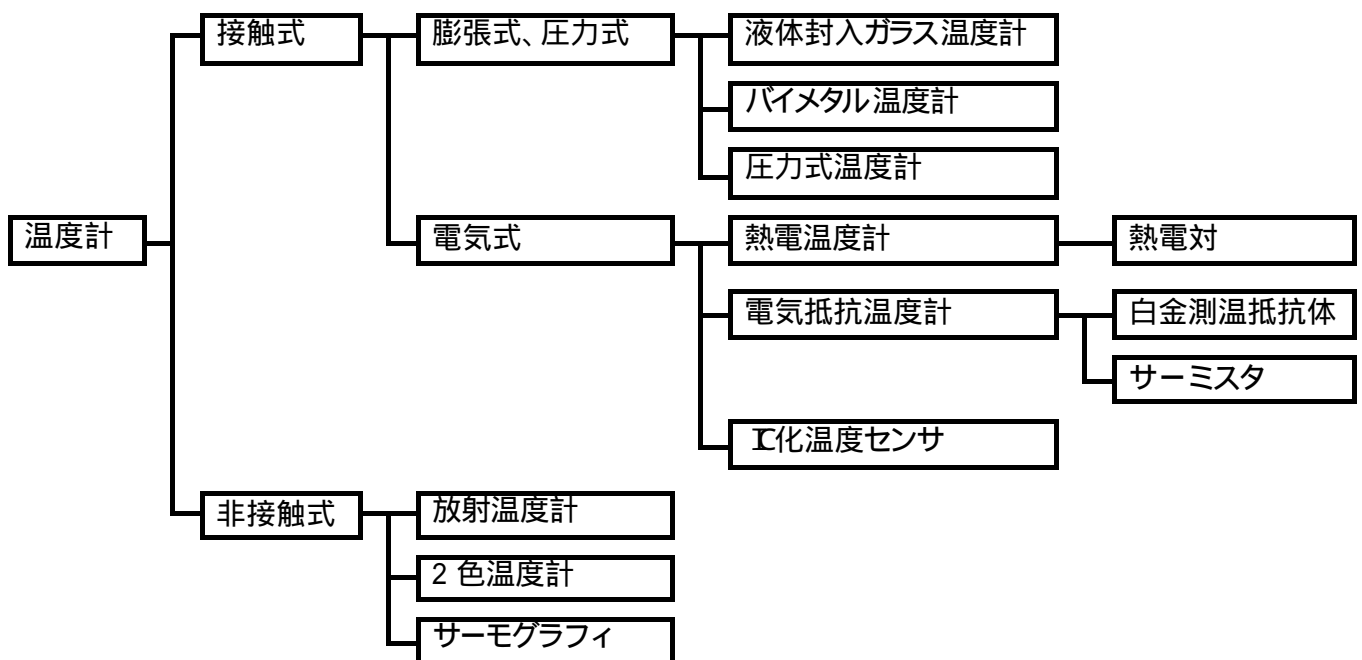 接触式
膨張式、圧力式
液体封入ガラス温度計
バイメタル温度計
圧力式温度計
温度計
電気式
熱電温度計
熱電対
電気抵抗温度計
白金測温抵抗体
サーミスタ
IC化温度センサ
非接触式
放射温度計
2色温度計
サーモグラフィ